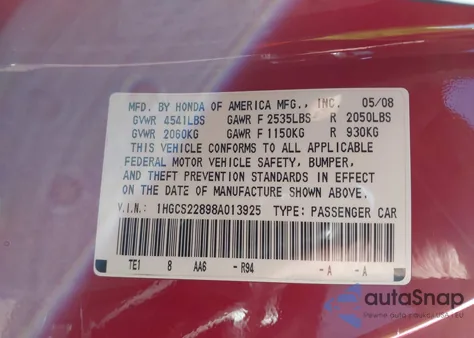 MFD. BY HONDA OF AMERICA MFG., INC. 05/08
GVWR 4541LBS GAWR F 2535LBS R 2050LBS
GVWR 2060KG GAWR F 1150KG R 930KG
THIS VEHICLE CONFORMS TO ALL APPLICABLE
FEDERAL MOTOR VEHICLE SAFETY, BUMPER,
AND THEFT PREVENTION STANDARDS IN EFFECT
ON THE DATE OF MANUFACTURE SHOWN ABOVE.
V.I.N.: 1HGCS22898A013925 TYPE: PASSENGER CAR
TE1 8 AA6 - R94 - A - A
autoSnap